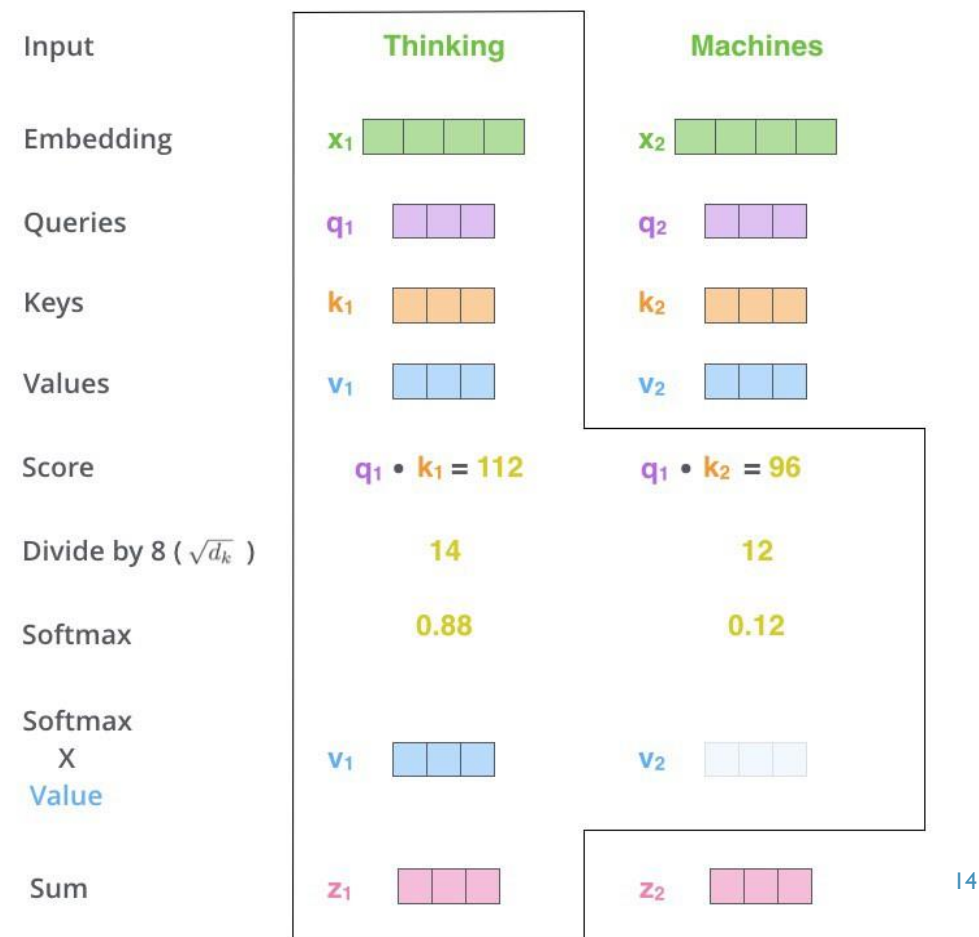 Input Thinking Machines
Embedding x₁ x₂
Queries q₁ q₂
Keys k₁ k₂
Values v₁ v₂
Score q₁ • k₁ = 112 q₁ • k₂ = 96
Divide by 8 ( √dₖ ) 14 12
Softmax 0.88 0.12
Softmax
X
Value v₁ v₂
Sum z₁ z₂
14